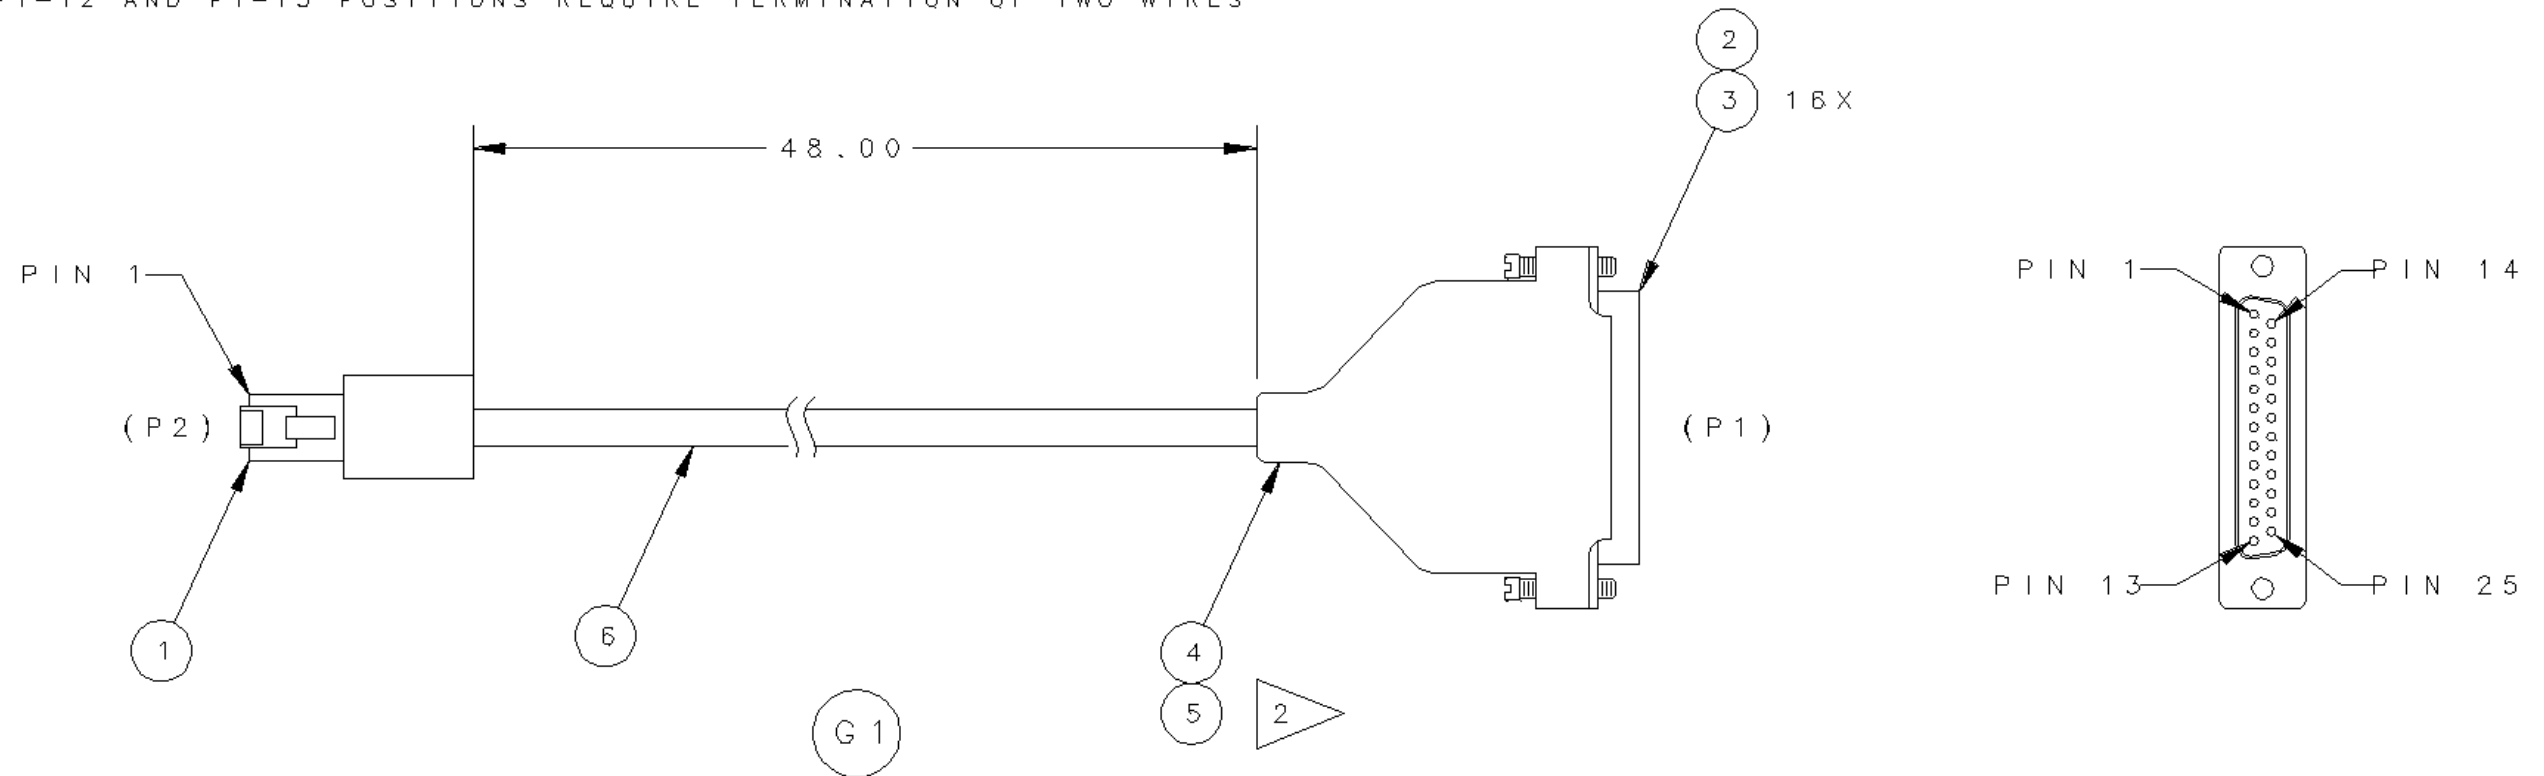 P1-12 AND P1-13 POSITIONS REQUIRE TERMINATION OF TWO WIRES
2
3 16X
48.00
PIN 1
PIN 1
PIN 14
(P2)
(P1)
PIN 13
PIN 25
1
6
4
5
2
G1